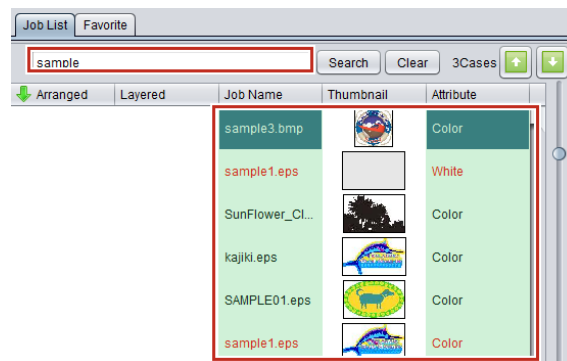 Job List Favorite
sample Search Clear 3Cases
Arranged Layered Job Name Thumbnail Attribute
sample3.bmp Color
sample1.eps White
SunFlower_Cl... Color
kajiki.eps Color
SAMPLE01.eps Color
sample1.eps Color